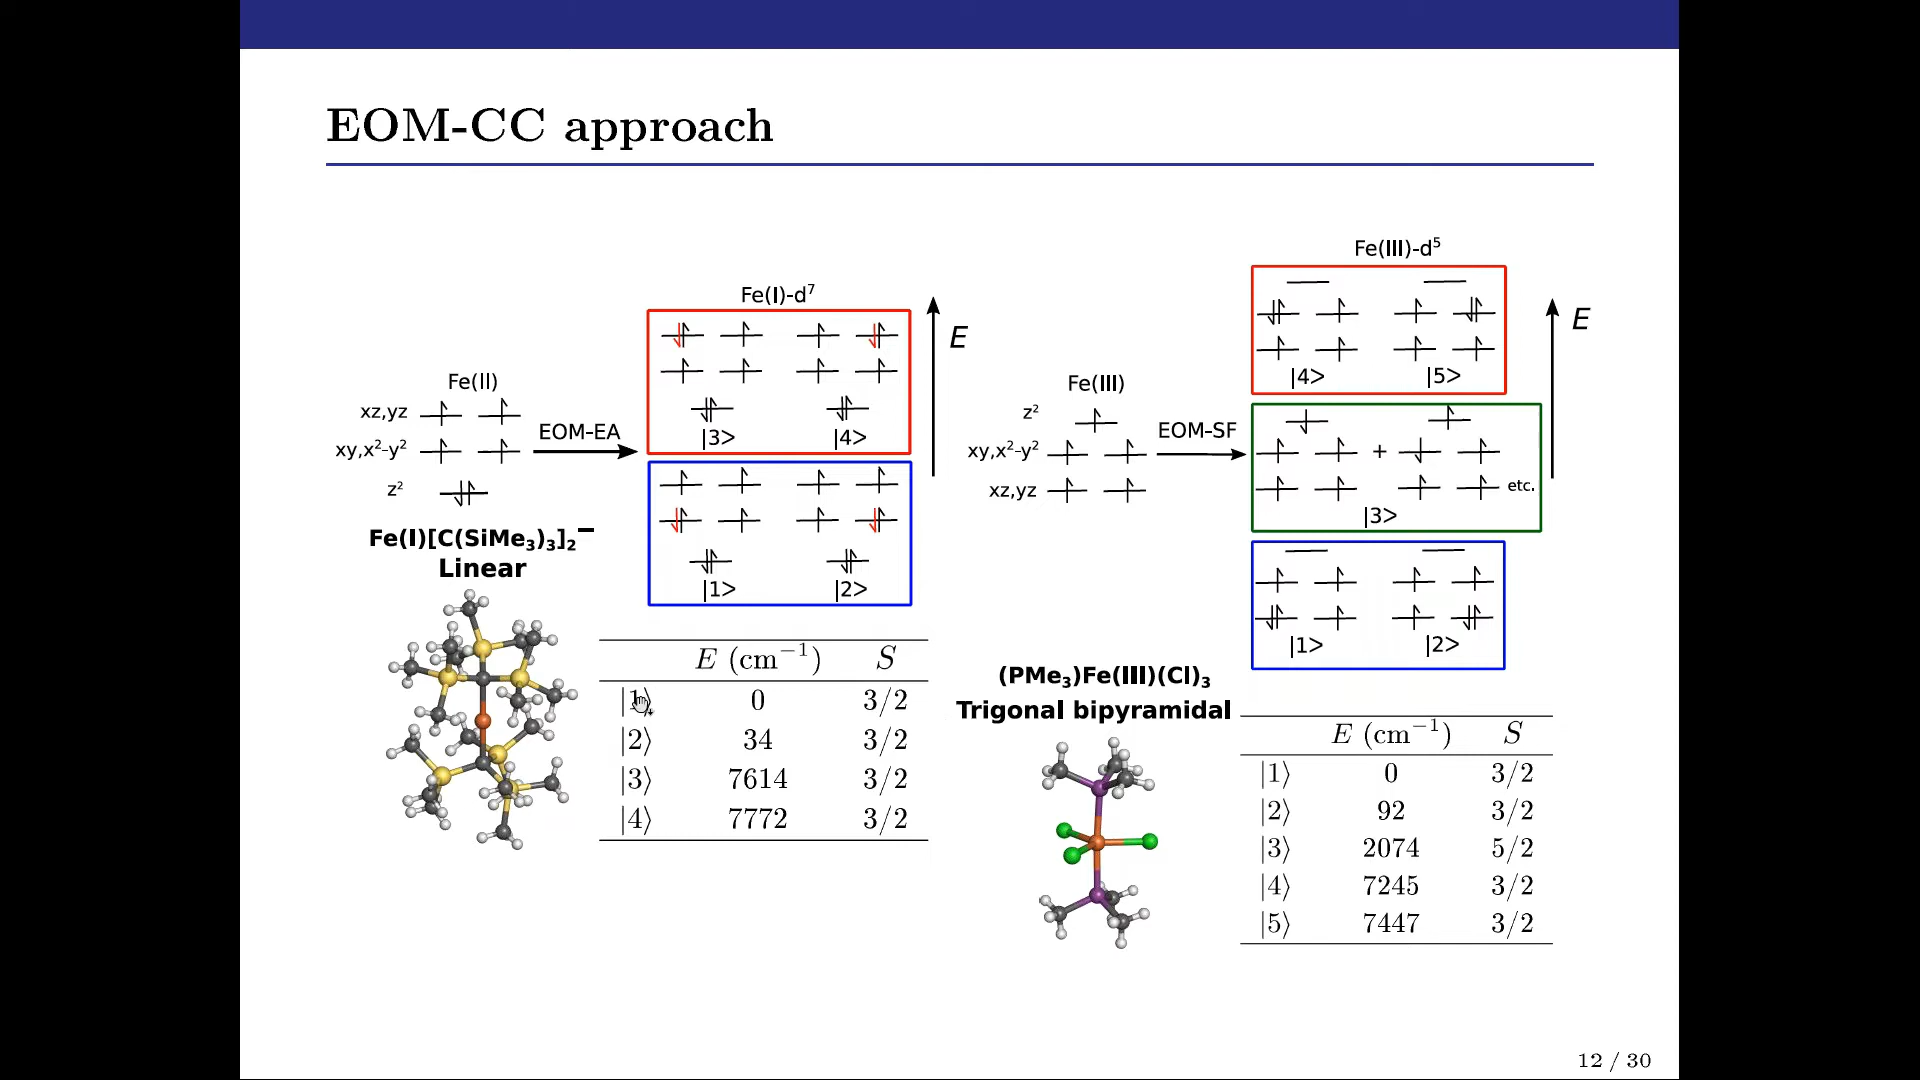 EOM-CC approach
Fe(I)-d⁷
E
Fe(II)
xz,yz
xy,x²-y²
z²
EOM-EA
|3> |4>
|1> |2>
Fe(I)[C(SiMe₃)₃]₂⁻
Linear
E (cm⁻¹) S
|1⟩ 0 3/2
|2⟩ 34 3/2
|3⟩ 7614 3/2
|4⟩ 7772 3/2
Fe(III)-d⁵
E
Fe(III)
z²
xy,x²-y²
xz,yz
EOM-SF
|4> |5>
+
etc.
|3>
|1> |2>
(PMe₃)Fe(III)(Cl)₃
Trigonal bipyramidal
E (cm⁻¹) S
|1⟩ 0 3/2
|2⟩ 92 3/2
|3⟩ 2074 5/2
|4⟩ 7245 3/2
|5⟩ 7447 3/2
12 / 30